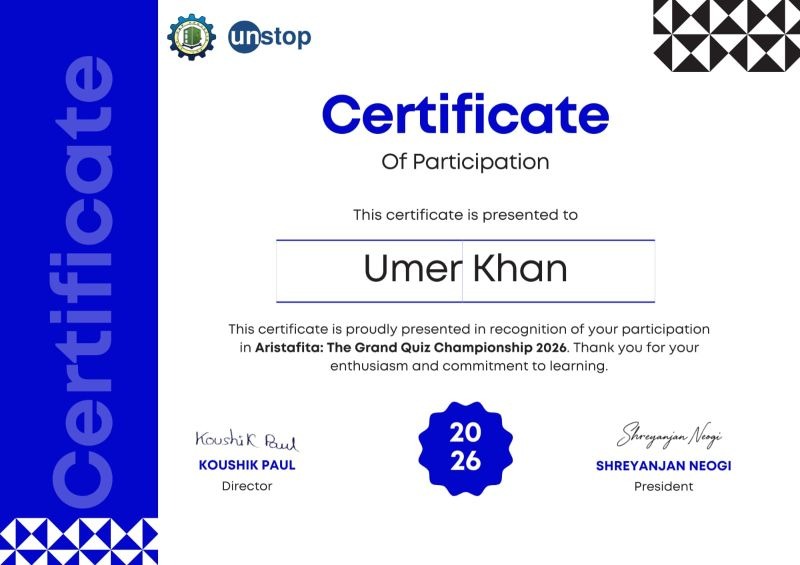 unstop
Certificate
Certificate
Of Participation
This certificate is presented to
Umer Khan
This certificate is proudly presented in recognition of your participation
in Aristafita: The Grand Quiz Championship 2026. Thank you for your
enthusiasm and commitment to learning.
Koushik Paul
KOUSHIK PAUL
Director
20
26
Shreyanjan Neogi
SHREYANJAN NEOGI
President